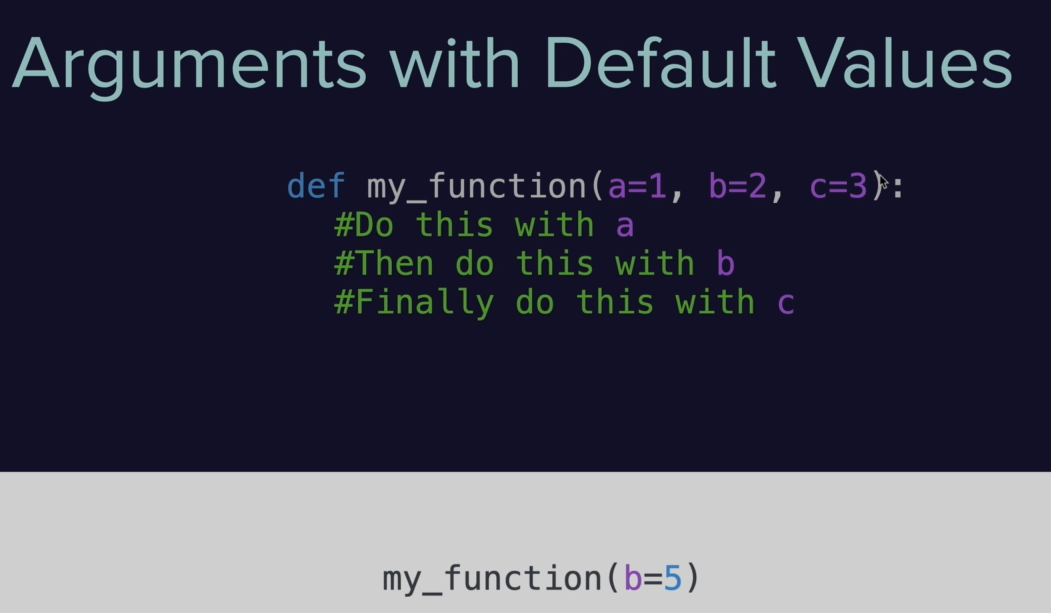 Arguments with Default Values
def my_function(a=1, b=2, c=3):
#Do this with a
#Then do this with b
#Finally do this with c
my_function(b=5)